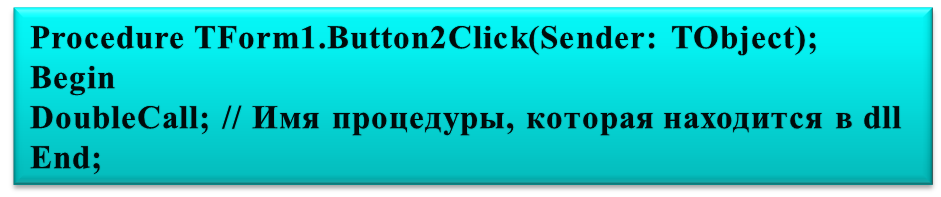 Procedure TForm1.Button2Click(Sender: TObject);
Begin
DoubleCall; // Имя процедуры, которая находится в dll
End;